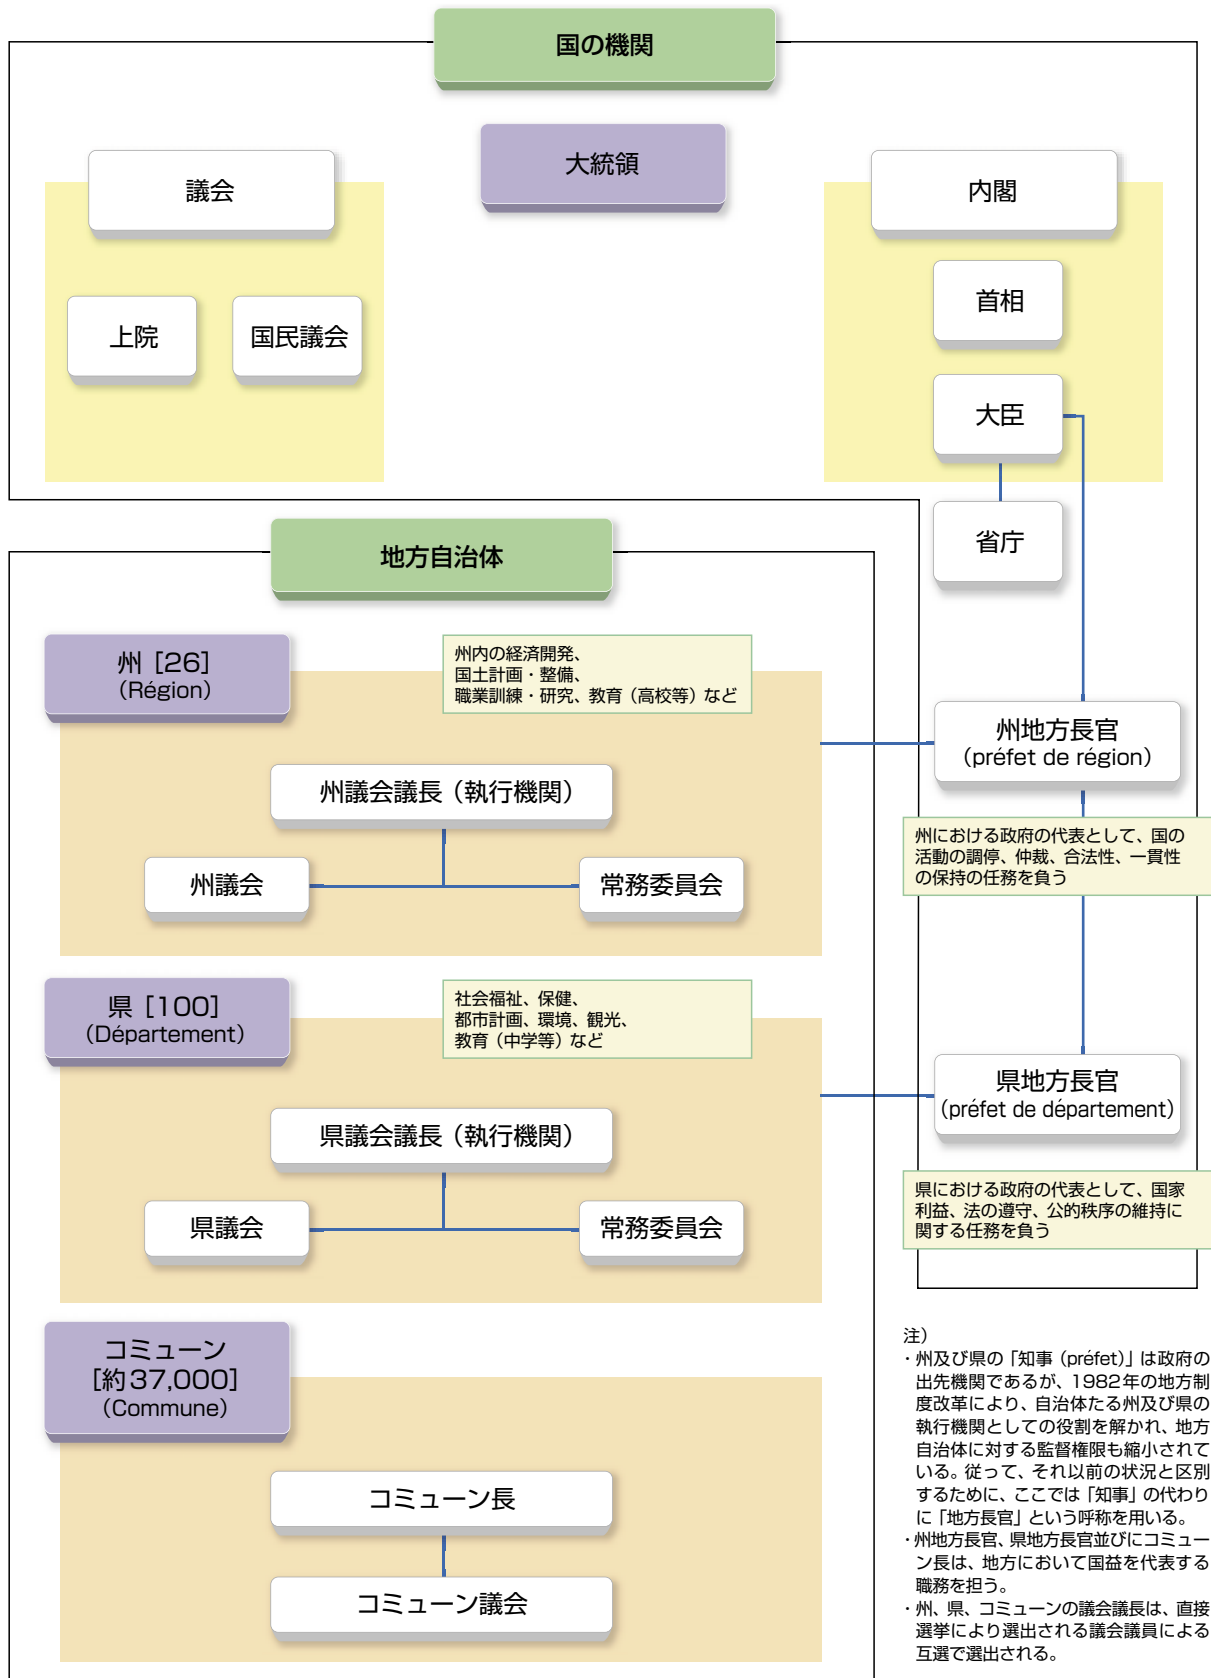 国の機関
大統領
議会
上院
国民議会
内閣
首相
大臣
省庁
地方自治体
州 [26]
(Région)
州内の経済開発、
国土計画・整備、
職業訓練・研究、教育（高校等）など
州議会議長（執行機関）
州議会
常務委員会
州地方長官
(préfet de région)
州における政府の代表として、国の
活動の調停、仲裁、合法性、一貫性
の保持の任務を負う
県 [100]
(Département)
社会福祉、保健、
都市計画、環境、観光、
教育（中学等）など
県議会議長（執行機関）
県議会
常務委員会
県地方長官
(préfet de département)
県における政府の代表として、国家
利益、法の遵守、公的秩序の維持に
関する任務を負う
コミューン
[約37,000]
(Commune)
コミューン長
コミューン議会
注）
・州及び県の「知事（préfet）」は政府の
出先機関であるが、1982年の地方制
度改革により、自治体たる州及び県の
執行機関としての役割を解かれ、地方
自治体に対する監督権限も縮小されて
いる。従って、それ以前の状況と区別
するために、ここでは「知事」の代わり
に「地方長官」という呼称を用いる。
・州地方長官、県地方長官並びにコミュー
ン長は、地方において国益を代表する
職務を担う。
・州、県、コミューンの議会議長は、直接
選挙により選出される議会議員による
互選で選出される。